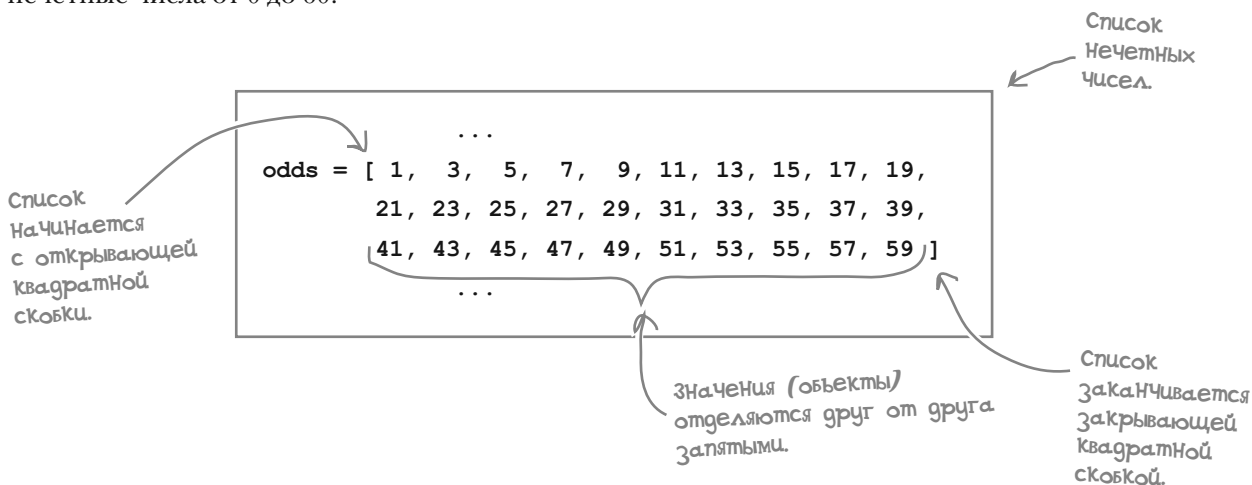 нечетные числа от 0 до 60:
Список
нечетных
чисел.
...
odds = [ 1, 3, 5, 7, 9, 11, 13, 15, 17, 19,
21, 23, 25, 27, 29, 31, 33, 35, 37, 39,
41, 43, 45, 47, 49, 51, 53, 55, 57, 59 ]
...
Список
начинается
с открывающей
квадратной
скобки.
Значения (объекты)
отделяются друг от друга
запятыми.
Список
заканчивается
закрывающей
квадратной
скобкой.